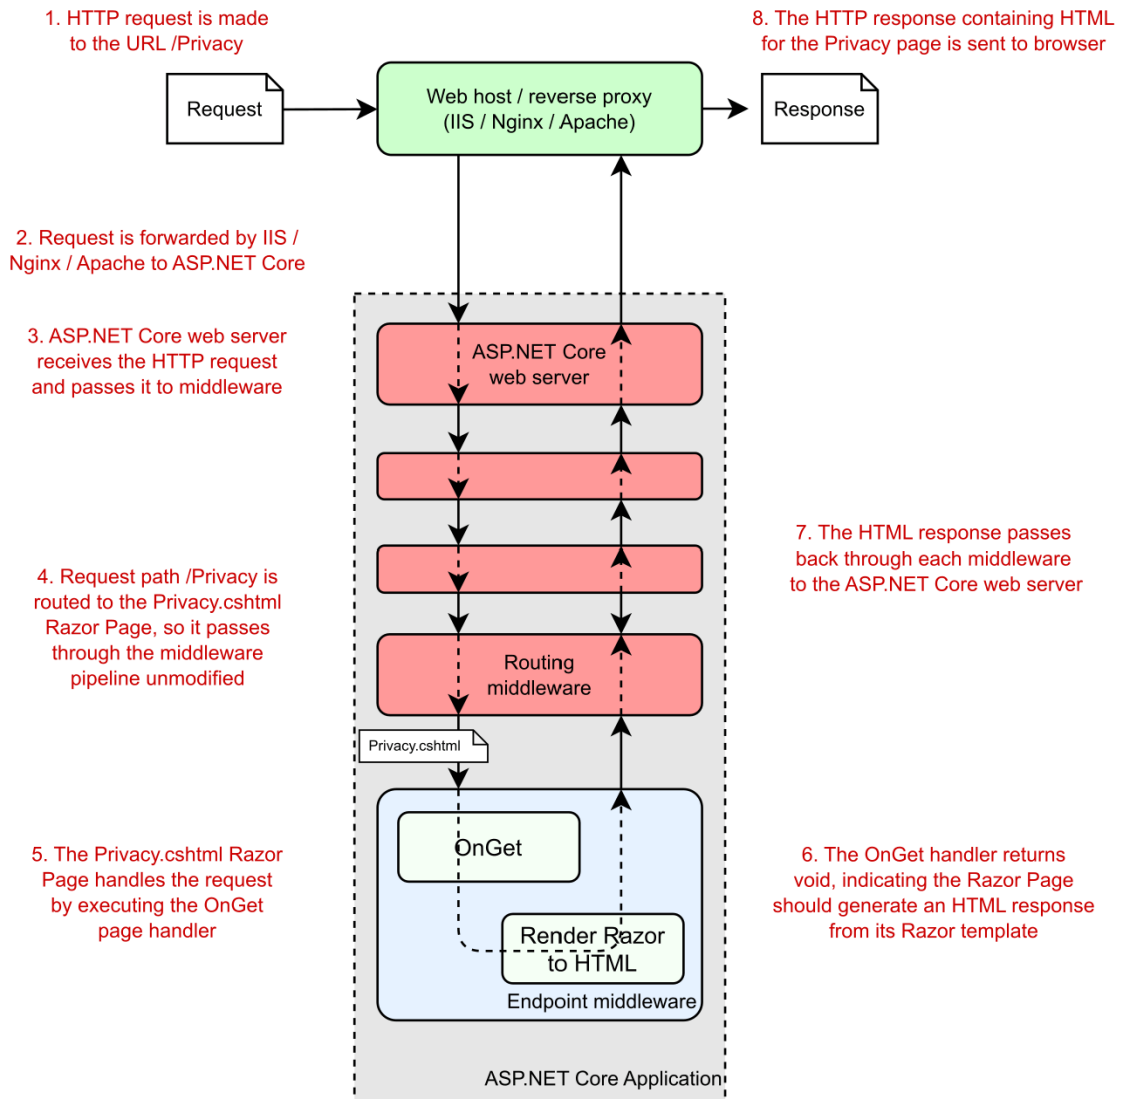 1. HTTP request is made
to the URL /Privacy
8. The HTTP response containing HTML
for the Privacy page is sent to browser
Request
Web host / reverse proxy
(IIS / Nginx / Apache)
Response
2. Request is forwarded by IIS /
Nginx / Apache to ASP.NET Core
3. ASP.NET Core web server
receives the HTTP request
and passes it to middleware
ASP.NET Core
web server
4. Request path /Privacy is
routed to the Privacy.cshtml
Razor Page, so it passes
through the middleware
pipeline unmodified
7. The HTML response passes
back through each middleware
to the ASP.NET Core web server
Routing
middleware
Privacy.cshtml
5. The Privacy.cshtml Razor
Page handles the request
by executing the OnGet
page handler
OnGet
6. The OnGet handler returns
void, indicating the Razor Page
should generate an HTML response
from its Razor template
Render Razor
to HTML
Endpoint middleware
ASP.NET Core Application